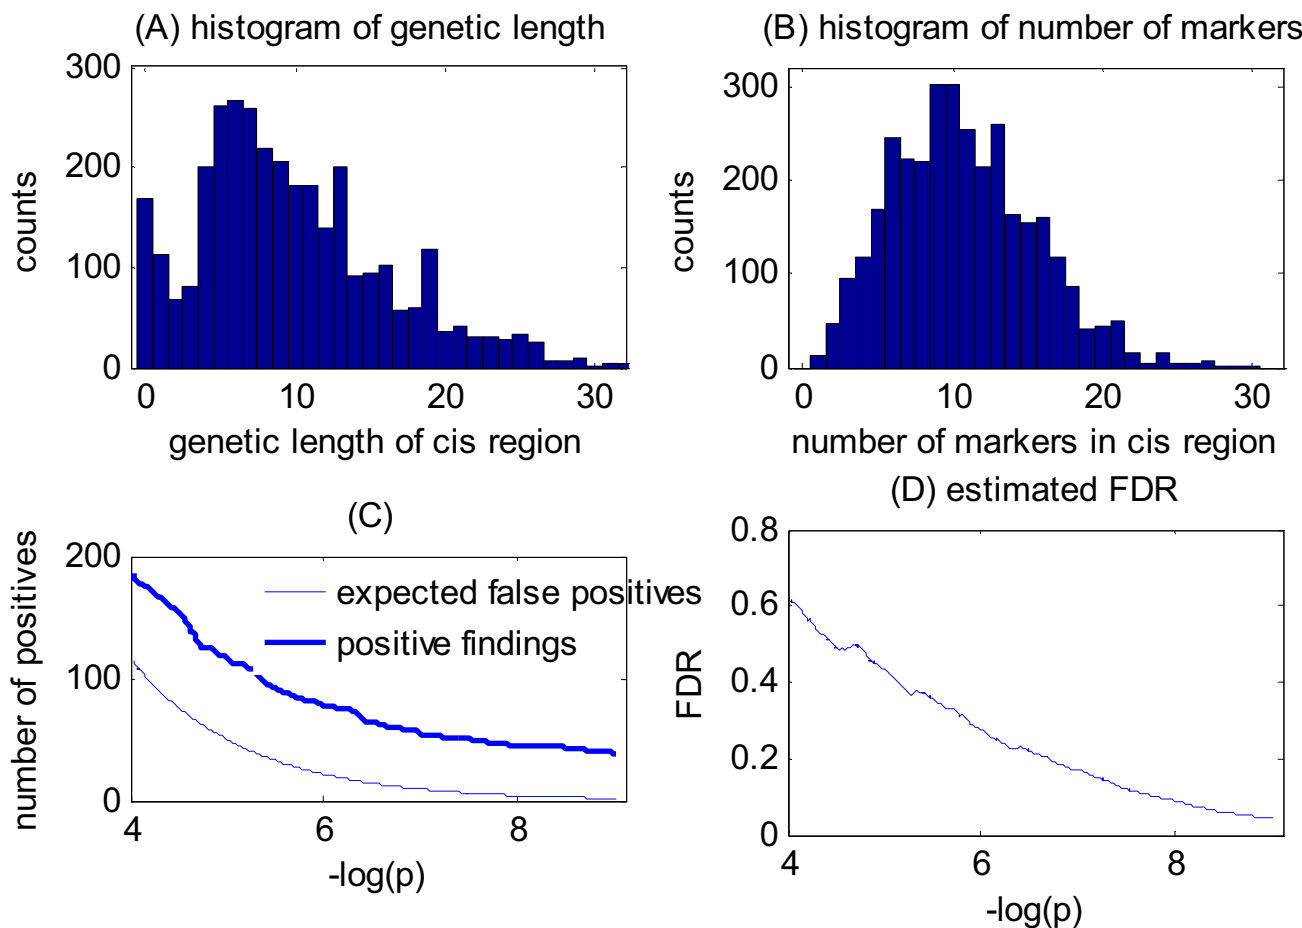 (A) histogram of genetic length
300
200
100
0
counts
0 10 20 30
genetic length of cis region
(B) histogram of number of markers
300
200
100
0
counts
0 10 20 30
number of markers in cis region
(C)
200
100
0
number of positives
expected false positives
positive findings
4 6 8
-log(p)
(D) estimated FDR
0.8
0.6
0.4
0.2
0
FDR
4 6 8
-log(p)